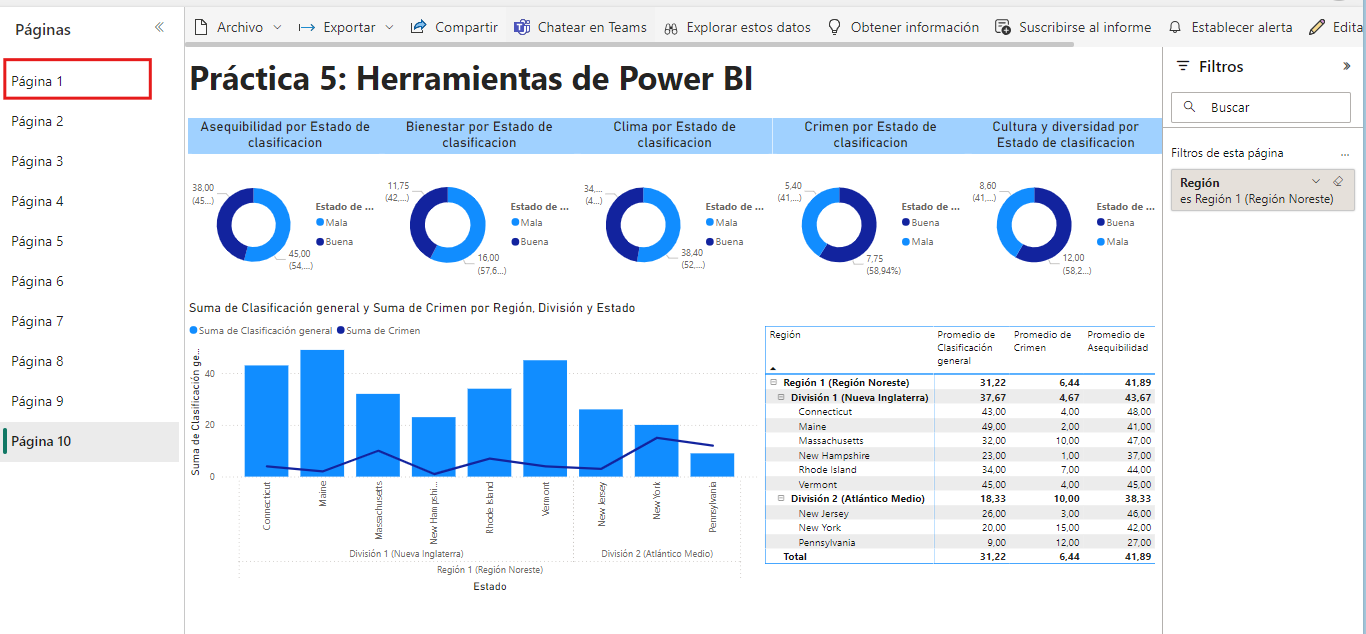 Páginas
Página 1
Página 2
Página 3
Página 4
Página 5
Página 6
Página 7
Página 8
Página 9
Página 10
Archivo
Exportar
Compartir
Chatear en Teams
Explorar estos datos
Obtener información
Suscribirse al informe
Establecer alerta
Edita
Práctica 5: Herramientas de Power BI
Asequibilidad por Estado de
clasificacion
38,00
(45...)
45,00
(54,...)
Estado de ...
Mala
Buena
Bienestar por Estado de
clasificacion
11,75
(42,...)
16,00
(57,6...)
Estado de ...
Mala
Buena
Clima por Estado de
clasificacion
34,...
(4...)
38,40
(52,...)
Estado de ...
Mala
Buena
Crimen por Estado de
clasificacion
5,40
(41,...)
7,75
(58,94%)
Estado de ...
Buena
Mala
Cultura y diversidad por
Estado de clasificacion
8,60
(41,...)
12,00
(58,2...)
Estado de ...
Buena
Mala
Suma de Clasificación general y Suma de Crimen por Región, División y Estado
Suma de Clasificación general Suma de Crimen
Suma de Clasificación ge...
40
20
0
Connecticut
Maine
Massachusetts
New Hampshi...
Rhode Island
Vermont
New Jersey
New York
Pennsylvania
División 1 (Nueva Inglaterra) División 2 (Atlántico Medio)
Región 1 (Región Noreste)
Estado
Región Promedio de Clasificación general Promedio de Crimen Promedio de Asequibilidad
Región 1 (Región Noreste) 31,22 6,44 41,89
División 1 (Nueva Inglaterra) 37,67 4,67 43,67
Connecticut 43,00 4,00 48,00
Maine 49,00 2,00 41,00
Massachusetts 32,00 10,00 47,00
New Hampshire 23,00 1,00 37,00
Rhode Island 34,00 7,00 44,00
Vermont 45,00 4,00 45,00
División 2 (Atlántico Medio) 18,33 10,00 38,33
New Jersey 26,00 3,00 46,00
New York 20,00 15,00 42,00
Pennsylvania 9,00 12,00 27,00
Total 31,22 6,44 41,89
Filtros
Buscar
Filtros de esta página ...
Región
es Región 1 (Región Noreste)